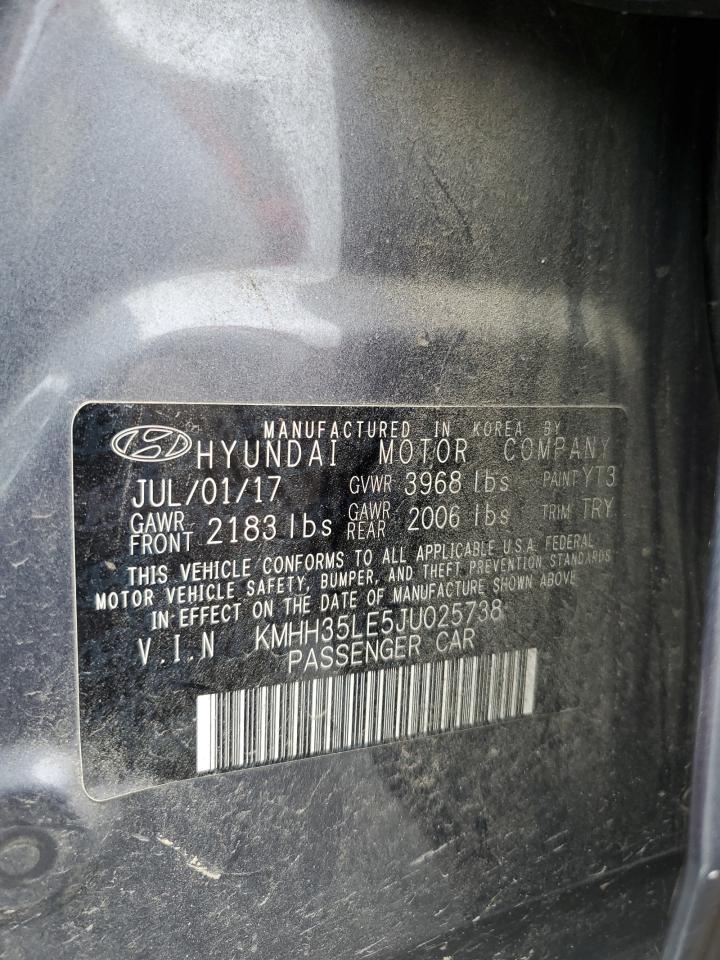 MANUFACTURED IN KOREA BY
HYUNDAI MOTOR COMPANY
JUL/01/17 GVWR 3968 lbs PAINT YT3
GAWR FRONT 2183 lbs GAWR REAR 2006 lbs TRIM TRY
THIS VEHICLE CONFORMS TO ALL APPLICABLE U.S.A. FEDERAL
MOTOR VEHICLE SAFETY, BUMPER, AND THEFT PREVENTION STANDARDS
IN EFFECT ON THE DATE OF MANUFACTURE SHOWN ABOVE
V.I.N KMHH35LE5JU025738
PASSENGER CAR